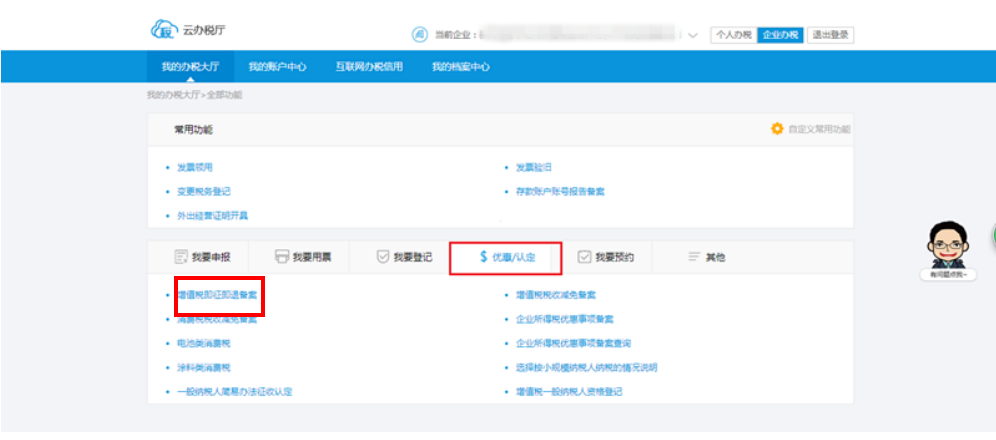 云办税厅
当前企业：
个人办税 企业办税 退出登录
我的办税大厅 我的账户中心 互联网办税信用 我的档案中心
我的办税大厅>全部功能
常用功能 自定义常用功能
发票领用 发票验旧
变更税务登记 存款账户账号报告备案
外出经营证明开具
我要申报 我要用票 我要登记 $ 优惠/认定 我要预约 其他
增值税即征即退备案 增值税税收减免备案
消费税税收减免备案 企业所得税优惠事项备案
电池类消费税 企业所得税优惠事项备案查询
涂料类消费税 选择按小规模纳税人纳税的情况说明
一般纳税人简易办法征收认定 增值税一般纳税人资格登记
有问题点我~